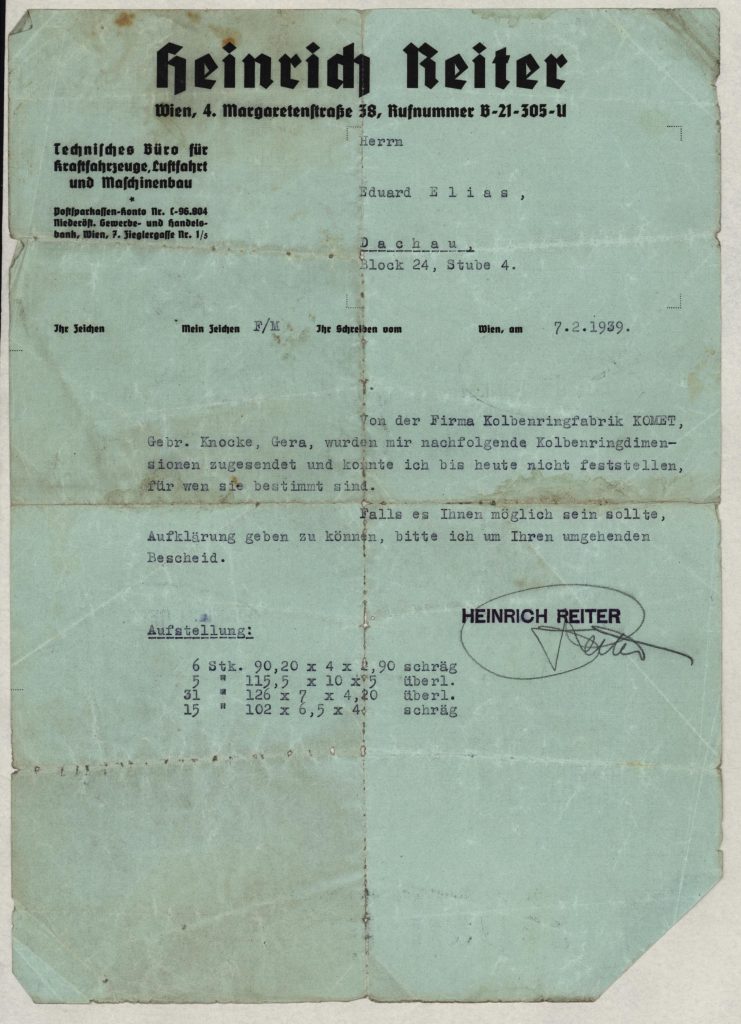 Heinrich Reiter
Wien, 4. Margaretenstraße 38, Rufnummer B-21-305-U
Technisches Büro für
Kraftfahrzeuge, Luftfahrt
und Maschinenbau
*
Postsparkassen-Konto Nr. C-96.804
Niederöst. Gewerbe- und Handels-
bank, Wien, 7. Zieglergasse Nr. 1/5
Herrn
Eduard E l i a s ,
D a c h a u ,
Block 24, Stube 4.
Ihr Zeichen Mein Zeichen F/M Ihr Schreiben vom Wien, am 7.2.1939.
Von der Firma Kolbenringfabrik KOMET,
Gebr. Knocke, Gera, wurden mir nachfolgende Kolbenringdimen-
sionen zugesendet und konnte ich bis heute nicht feststellen,
für wen sie bestimmt sind.
Falls es Ihnen möglich sein sollte,
Aufklärung geben zu können, bitte ich um Ihren umgehenden
Bescheid.
HEINRICH REITER
Reiter
Aufstellung:
6 Stk. 90,20 x 4 x 2,90 schräg
5 " 115,5 x 10 x 5 überl.
31 " 126 x 7 x 4,20 überl.
15 " 102 x 6,5 x 4 schräg